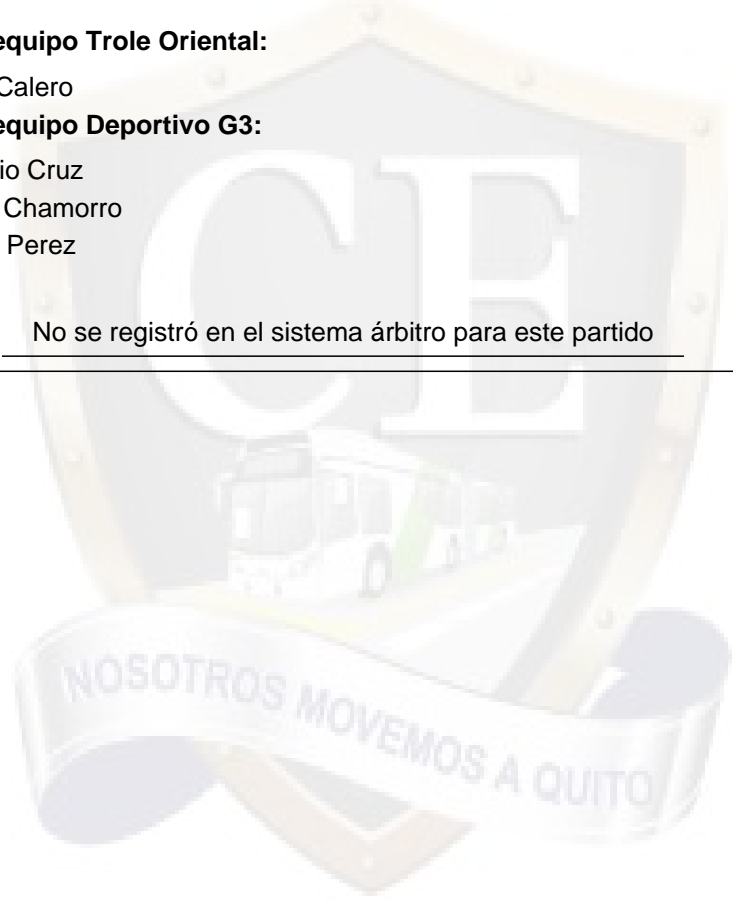 equipo Trole Oriental:
Calero
equipo Deportivo G3:
io Cruz
Chamorro
Perez
No se registró en el sistema árbitro para este partido
CE
NOSOTROS MOVEMOS A QUITO